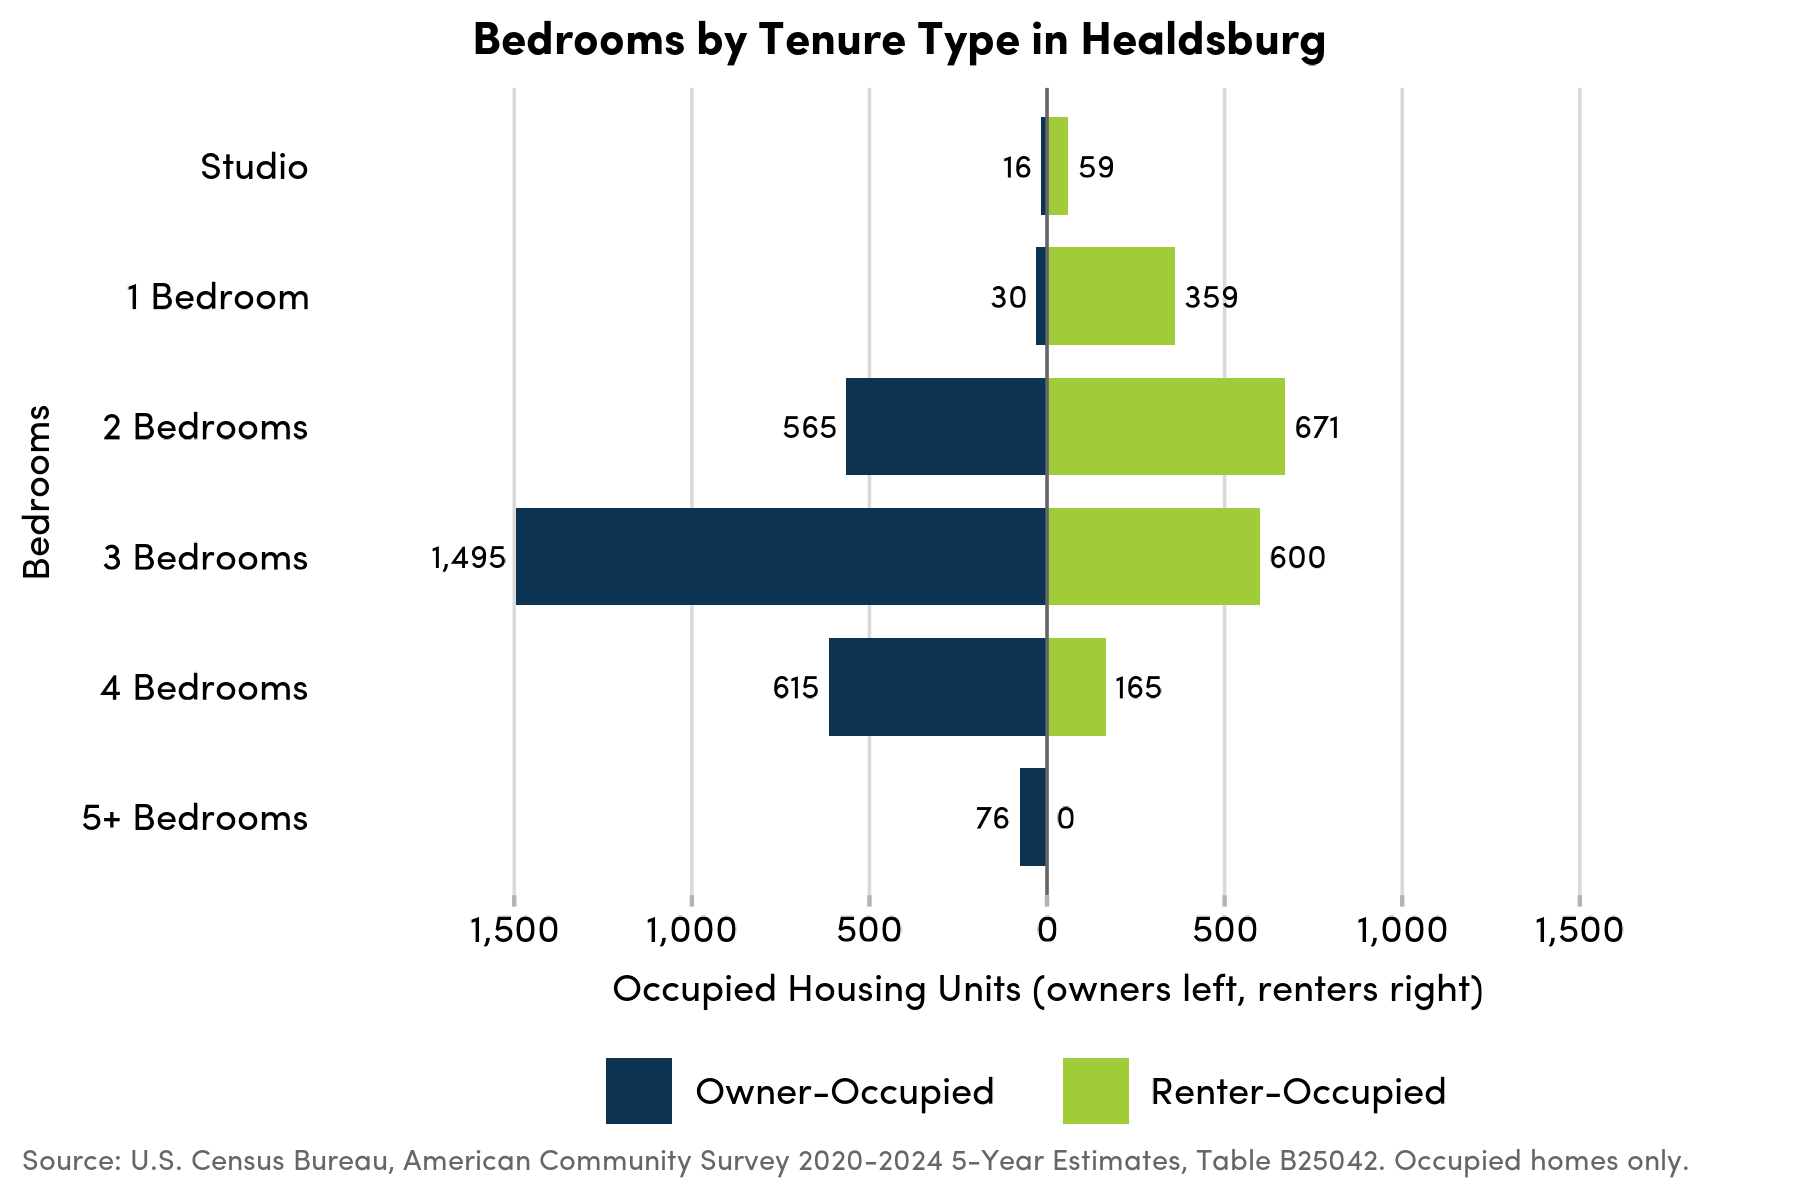 Bedrooms by Tenure Type in Healdsburg
Bedrooms
Studio
16
59
1 Bedroom
30
359
2 Bedrooms
565
671
3 Bedrooms
1,495
600
4 Bedrooms
615
165
5+ Bedrooms
76
0
1,500 1,000 500 0 500 1,000 1,500
Occupied Housing Units (owners left, renters right)
Owner-Occupied
Renter-Occupied
Source: U.S. Census Bureau, American Community Survey 2020-2024 5-Year Estimates, Table B25042. Occupied homes only.